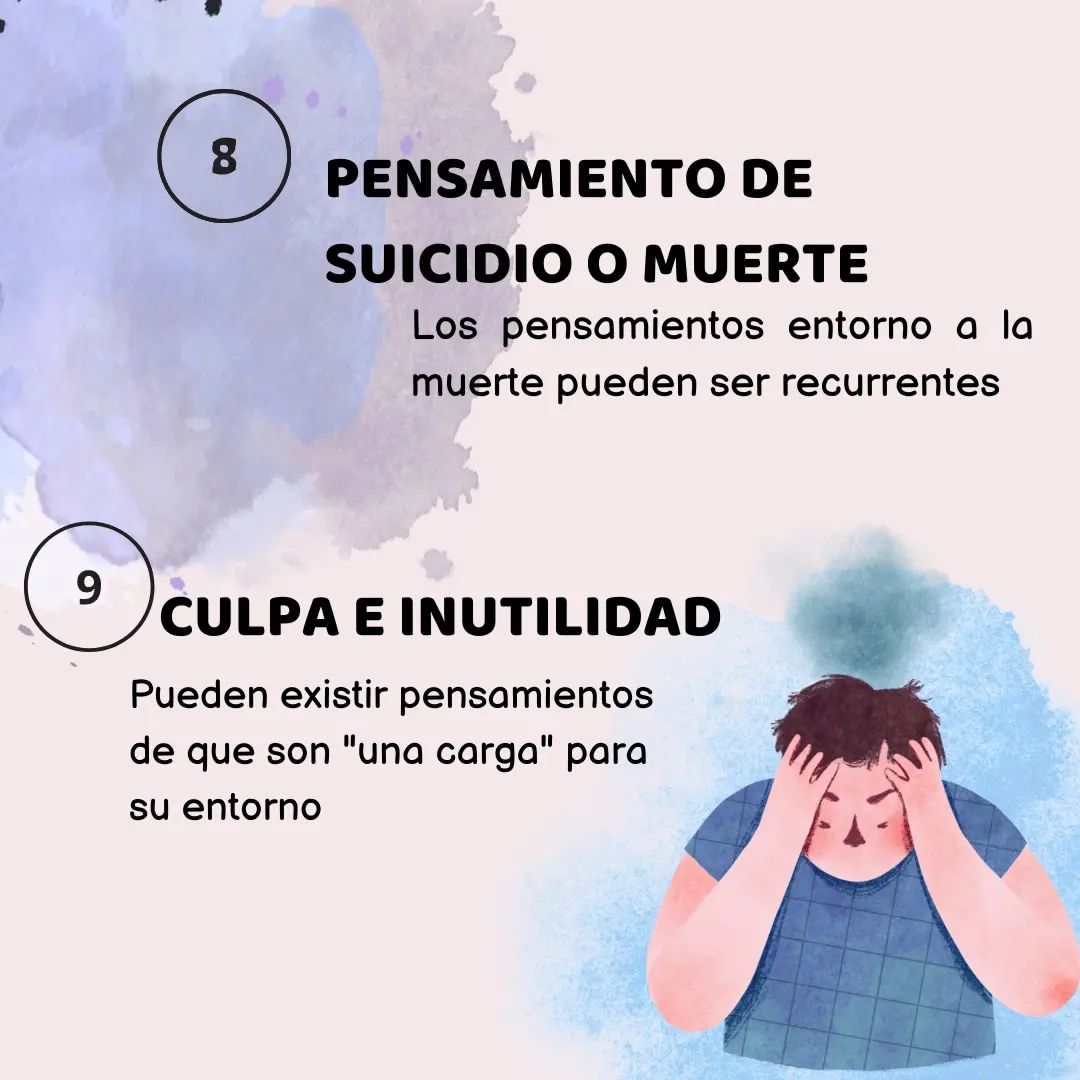 8
PENSAMIENTO DE
SUICIDIO O MUERTE
Los pensamientos entorno a la
muerte pueden ser recurrentes
9
CULPA E INUTILIDAD
Pueden existir pensamientos
de que son "una carga" para
su entorno